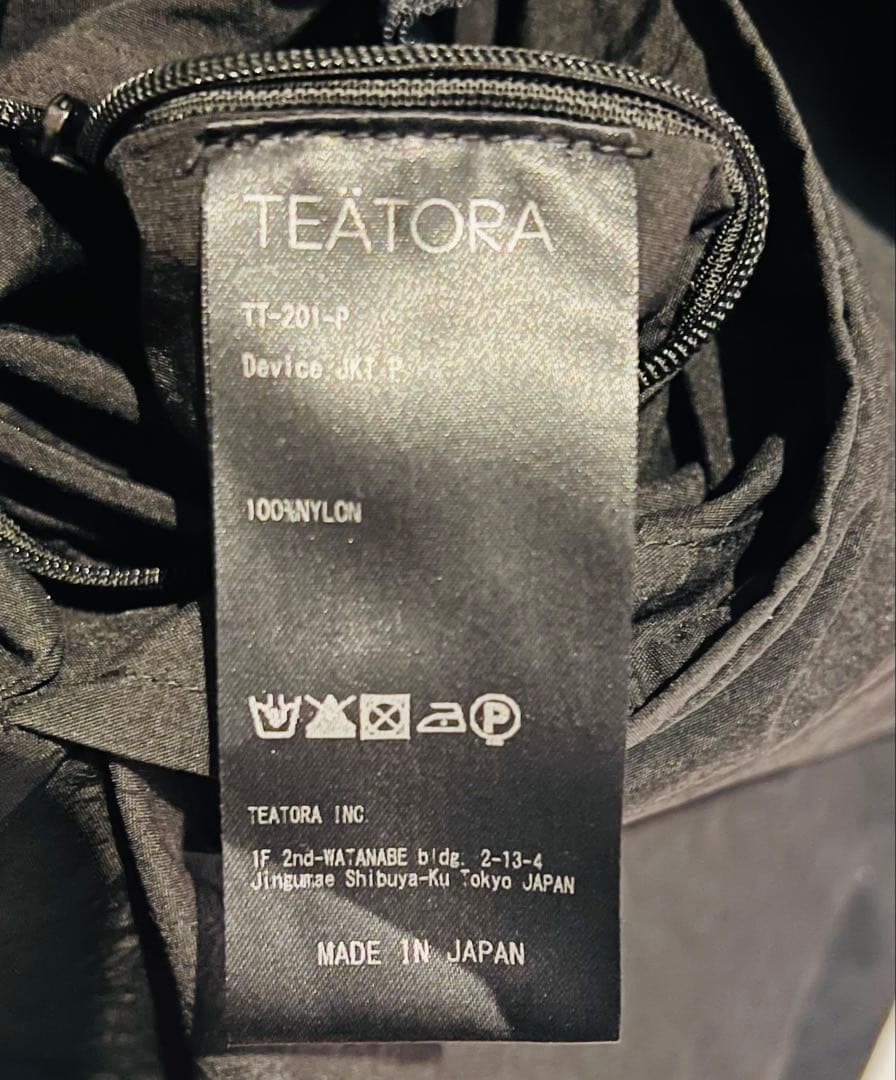 TEÄTORA
TT-201-P
Device JKT P
100%NYLON
P
TEATORA INC.
1F 2nd-WATANABE bldg. 2-13-4
Jingumae Shibuya-Ku Tokyo JAPAN
MADE IN JAPAN